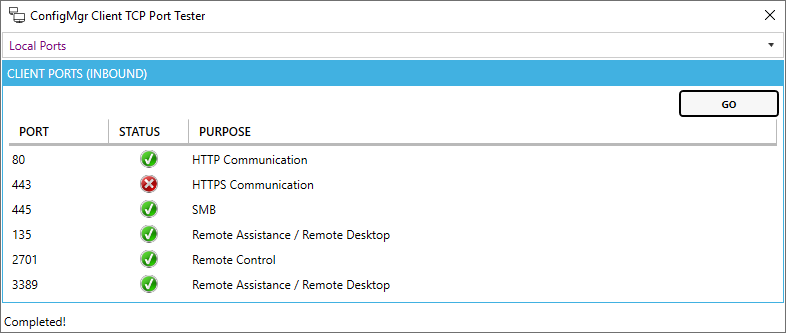 ConfigMgr Client TCP Port Tester
Local Ports
CLIENT PORTS (INBOUND)
GO
PORT STATUS PURPOSE
80 HTTP Communication
443 HTTPS Communication
445 SMB
135 Remote Assistance / Remote Desktop
2701 Remote Control
3389 Remote Assistance / Remote Desktop
Completed!